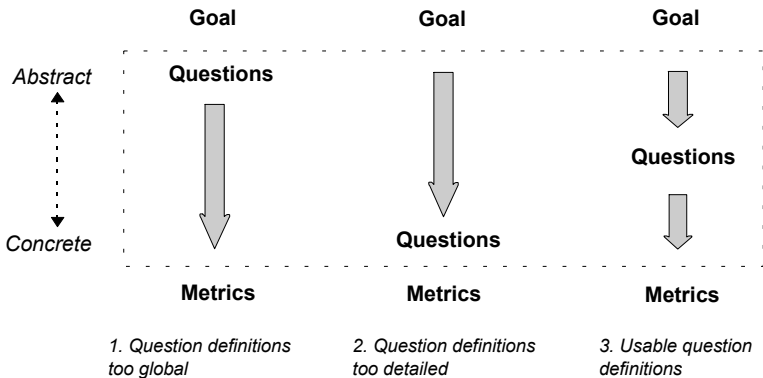 Goal
Goal
Goal
Abstract
Questions
Questions
Concrete
Questions
Metrics
Metrics
Metrics
1. Question definitions
too global
2. Question definitions
too detailed
3. Usable question
definitions